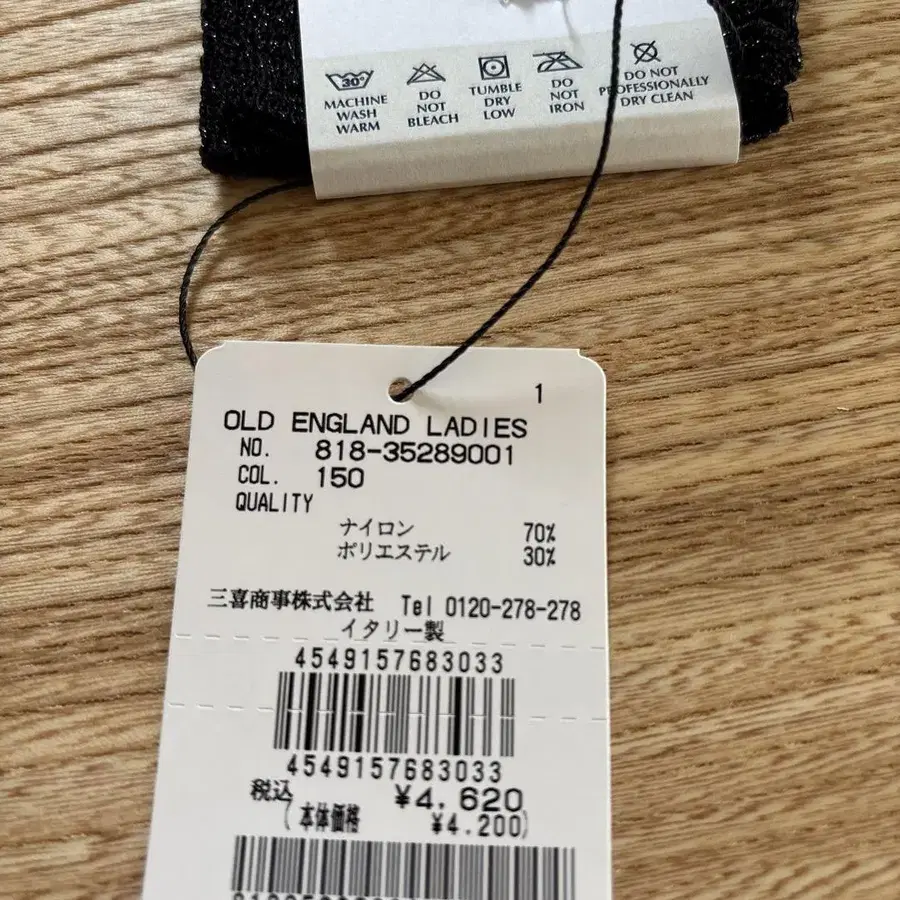 30°
MACHINE WASH WARM
DO NOT BLEACH
TUMBLE DRY LOW
DO NOT IRON
DO NOT PROFESSIONALLY DRY CLEAN
1
OLD ENGLAND LADIES
NO. 818-35289001
COL. 150
QUALITY
ナイロン 70%
ポリエステル 30%
三喜商事株式会社 Tel 0120-278-278
イタリー製
4549157683033
4549157683033
税込 ¥4,620
(本体価格 ¥4,200)